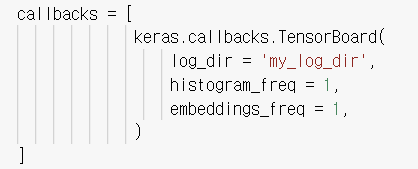 callbacks = [
keras.callbacks.TensorBoard(
log_dir = 'my_log_dir',
histogram_freq = 1,
embeddings_freq = 1,
)
]